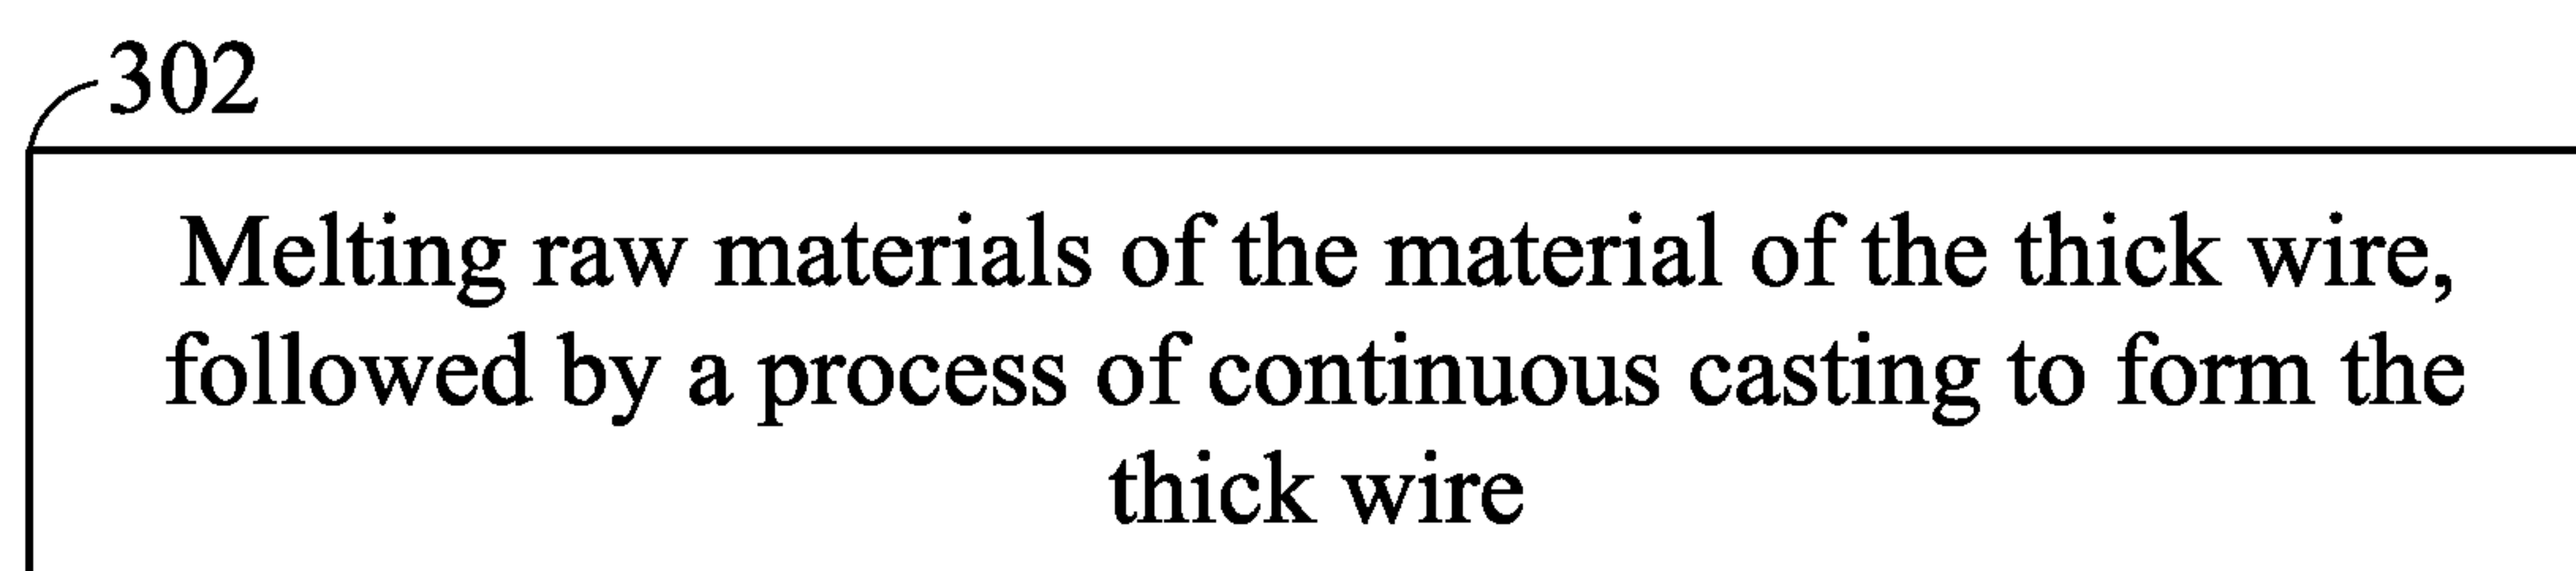 302
Melting raw materials of the material of the thick wire,
followed by a process of continuous casting to form the
thick wire